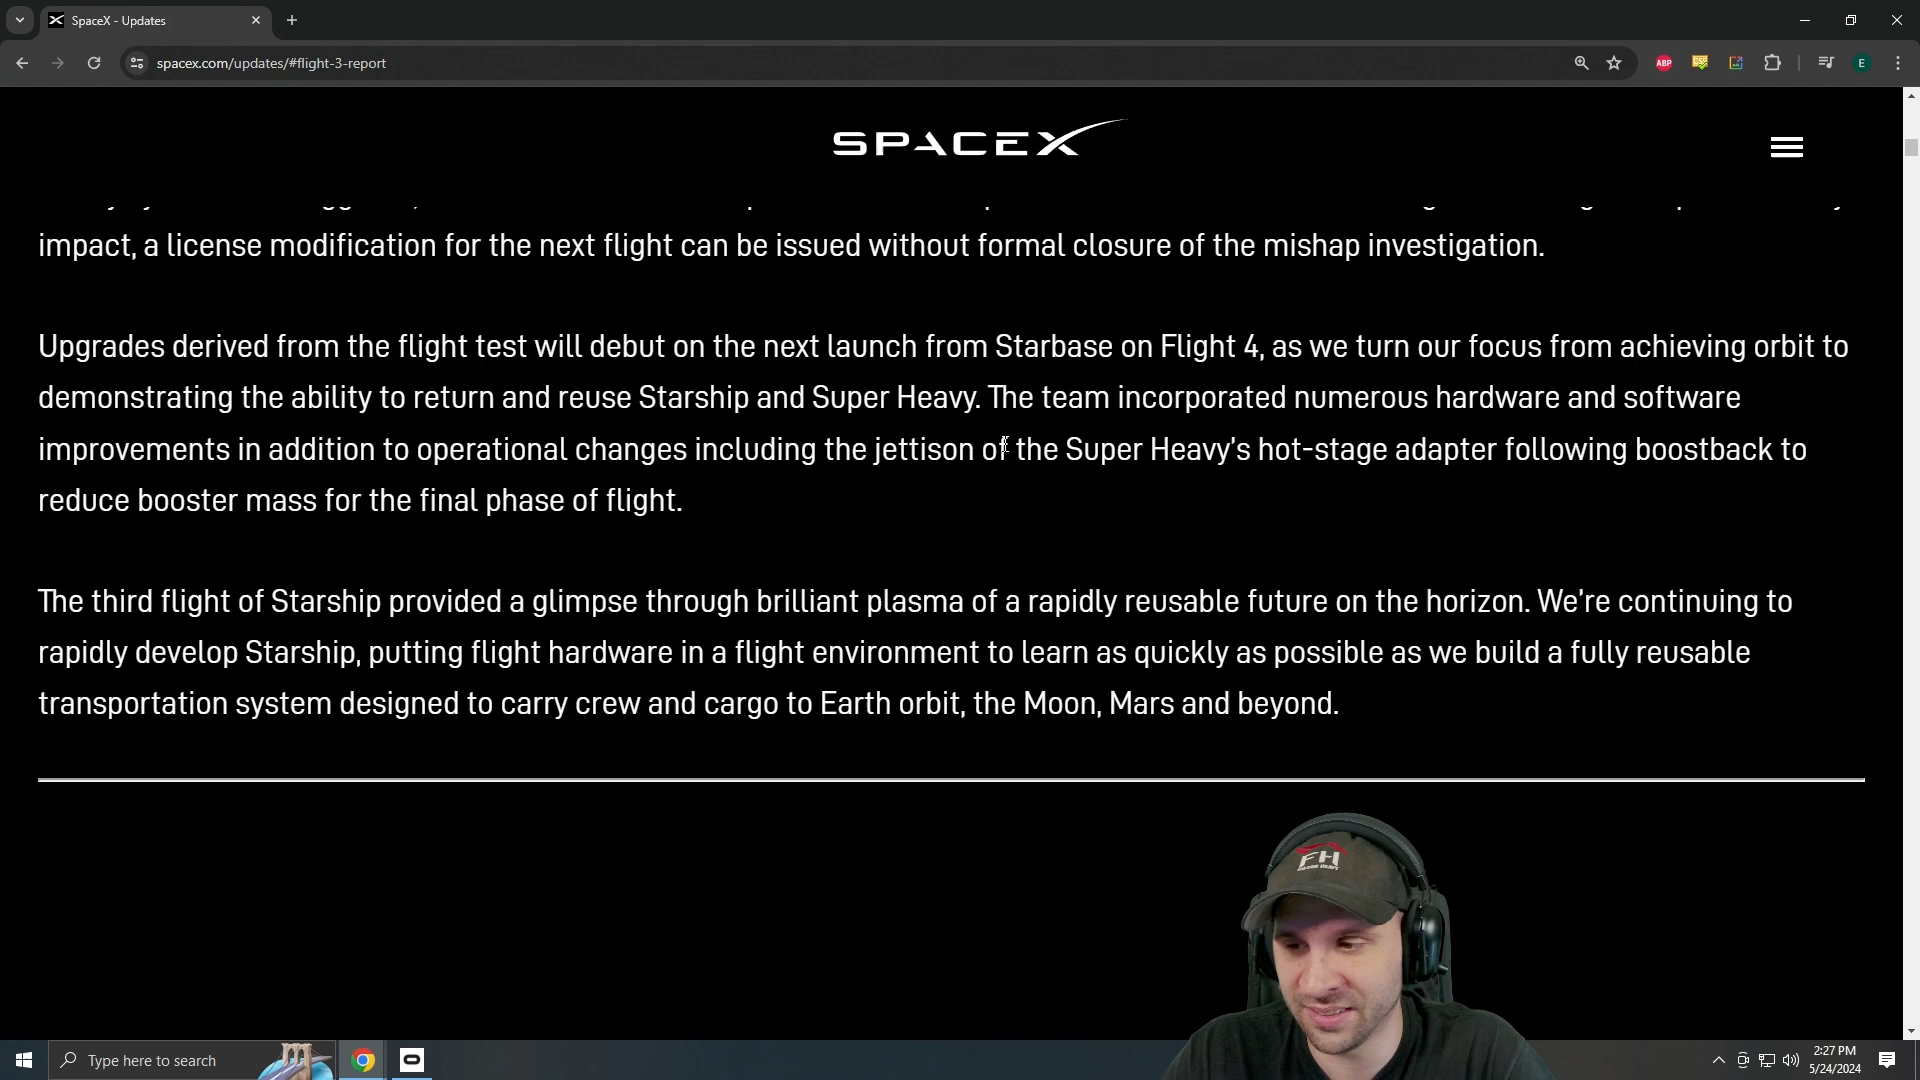 SpaceX - Updates
spacex.com/updates/#flight-3-report
ABP
E
SPACEX
impact, a license modification for the next flight can be issued without formal closure of the mishap investigation.
Upgrades derived from the flight test will debut on the next launch from Starbase on Flight 4, as we turn our focus from achieving orbit to
demonstrating the ability to return and reuse Starship and Super Heavy. The team incorporated numerous hardware and software
improvements in addition to operational changes including the jettison of the Super Heavy’s hot-stage adapter following boostback to
reduce booster mass for the final phase of flight.
The third flight of Starship provided a glimpse through brilliant plasma of a rapidly reusable future on the horizon. We’re continuing to
rapidly develop Starship, putting flight hardware in a flight environment to learn as quickly as possible as we build a fully reusable
transportation system designed to carry crew and cargo to Earth orbit, the Moon, Mars and beyond.
FH
FALCON HEAVY
Type here to search
2:27 PM
5/24/2024